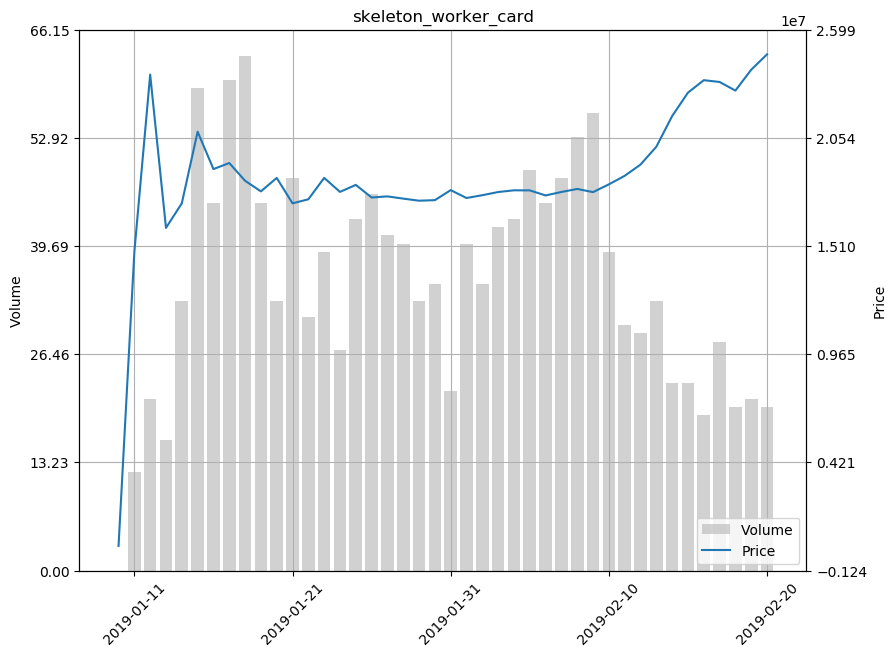 skeleton_worker_card
1e7
66.15
52.92
39.69
26.46
13.23
0.00
Volume
2.599
2.054
1.510
0.965
0.421
−0.124
Price
Volume
Price
2019-01-11
2019-01-21
2019-01-31
2019-02-10
2019-02-20